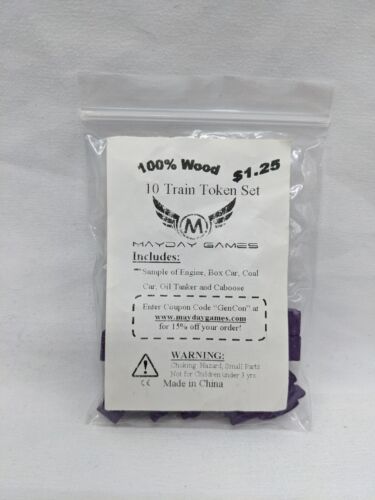 100% Wood $1.25
10 Train Token Set
M
MAYDAY GAMES
Includes:
***Sample of Engine, Box Car, Coal
Car, Oil Tanker and Caboose
Enter Coupon Code "GenCon" at
www.maydaygames.com
for 15% off your order!
WARNING:
Choking Hazard, Small Parts
Not for Children under 3 yrs
CE Made in China